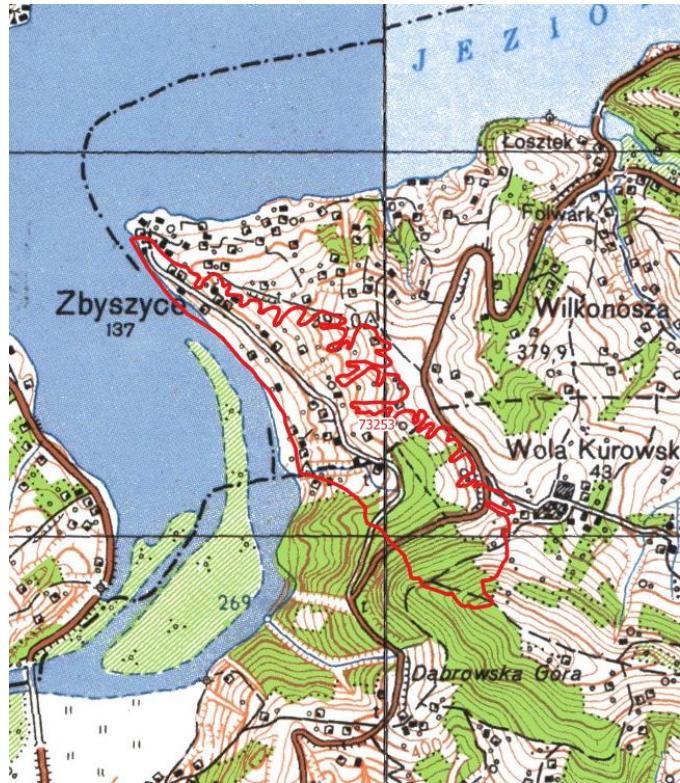 JEZIO
Łosztek
Folwark
Zbyszyce
137
Wilkonosza
379,9
73253
Wola Kurowsk
43
269
Dąbrowska Góra
400